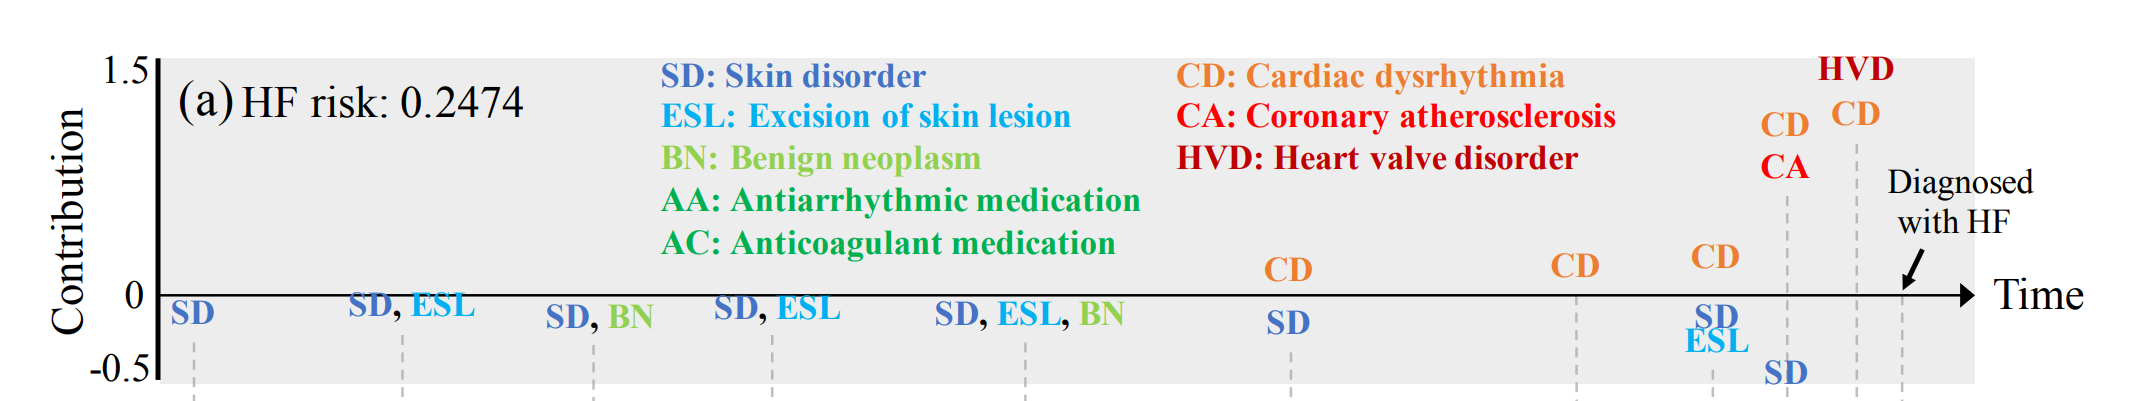 1.5
0
-0.5
Contribution
(a) HF risk: 0.2474
SD: Skin disorder
ESL: Excision of skin lesion
BN: Benign neoplasm
AA: Antiarrhythmic medication
AC: Anticoagulant medication
CD: Cardiac dysrhythmia
CA: Coronary atherosclerosis
HVD: Heart valve disorder
SD
SD, ESL
SD, BN
SD, ESL
SD, ESL, BN
CD
SD
CD
CD
SD
ESL
CD
CA
SD
HVD
CD
Diagnosed
with HF
Time